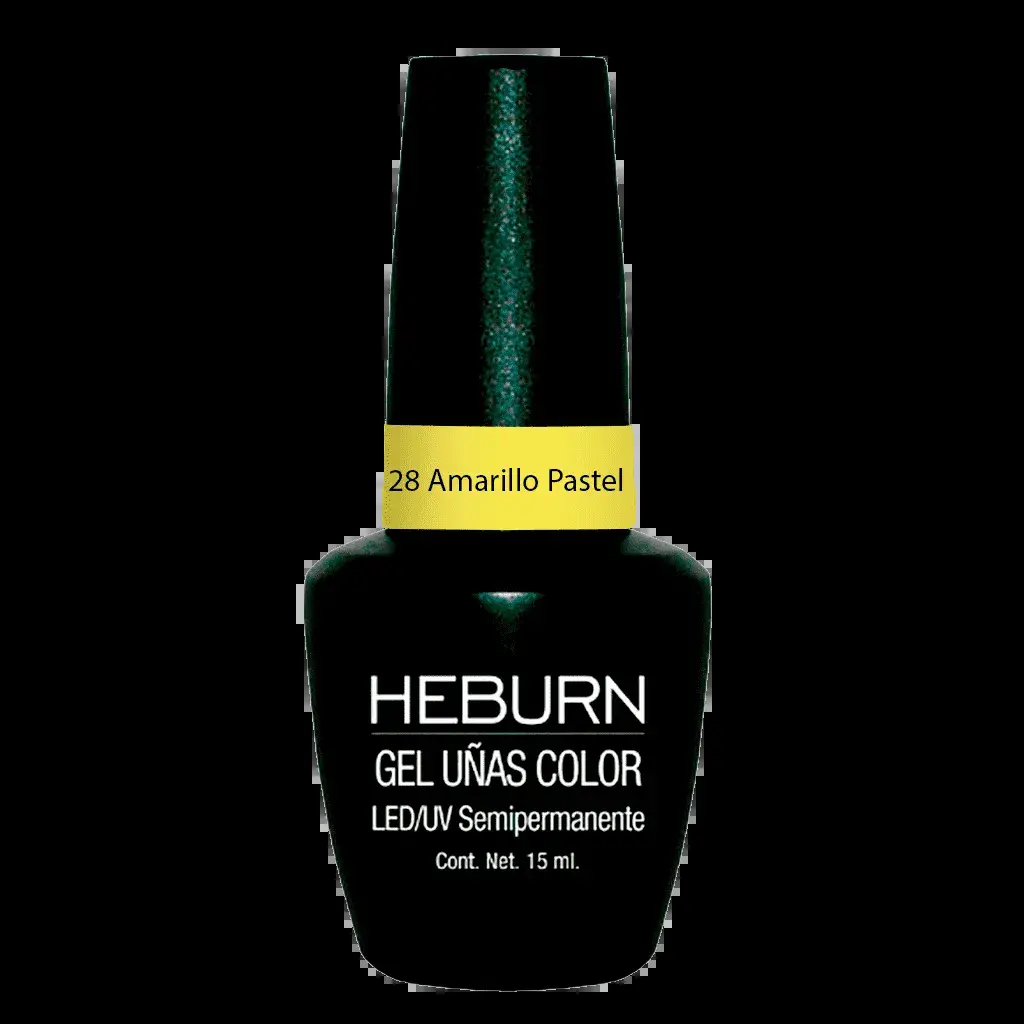 28 Amarillo Pastel
HEBURN
GEL UÑAS COLOR
LED/UV Semipermanente
Cont. Net. 15 ml.